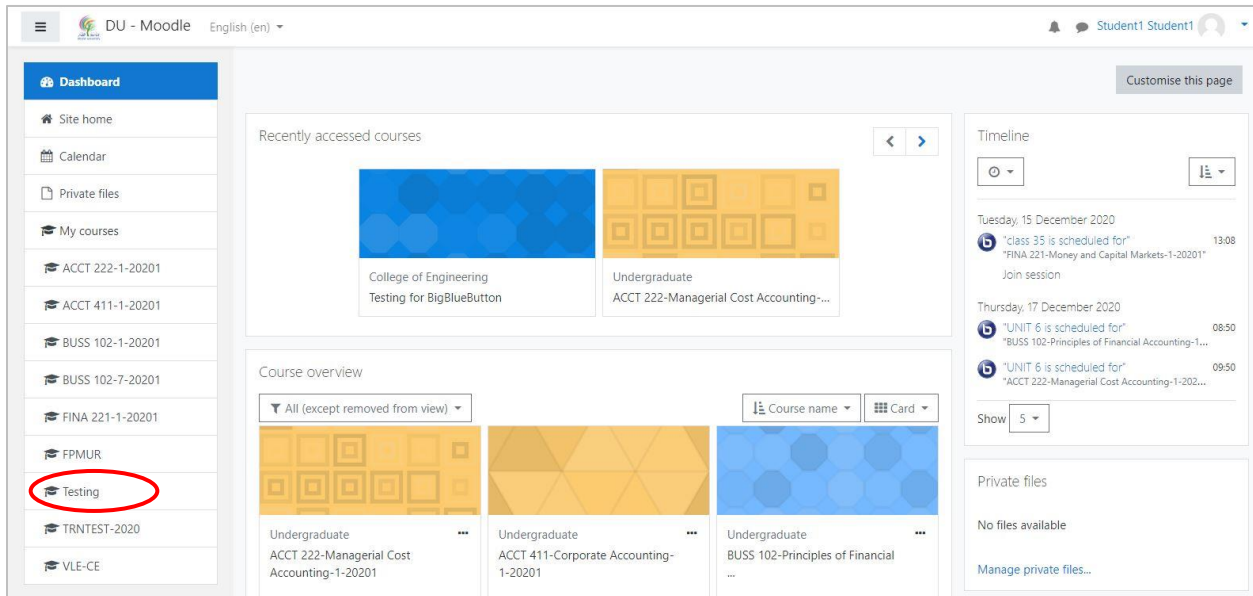 DU - Moodle English (en)
Student1 Student1
Dashboard
Site home
Calendar
Private files
My courses
ACCT 222-1-20201
ACCT 411-1-20201
BUSS 102-1-20201
BUSS 102-7-20201
FINA 221-1-20201
FPMUR
Testing
TRNTEST-2020
VLE-CE
Customise this page
Recently accessed courses
College of Engineering
Testing for BigBlueButton
Undergraduate
ACCT 222-Managerial Cost Accounting-...
Course overview
All (except removed from view)
Course name
Card
Undergraduate
ACCT 222-Managerial Cost
Accounting-1-20201
Undergraduate
ACCT 411-Corporate Accounting-
1-20201
Undergraduate
BUSS 102-Principles of Financial
...
Timeline
Tuesday, 15 December 2020
"class 35 is scheduled for" 13:08
"FINA 221-Money and Capital Markets-1-20201"
Join session
Thursday, 17 December 2020
"UNIT 6 is scheduled for" 08:50
"BUSS 102-Principles of Financial Accounting-1...
"UNIT 6 is scheduled for" 09:50
"ACCT 222-Managerial Cost Accounting-1-202...
Show 5
Private files
No files available
Manage private files...